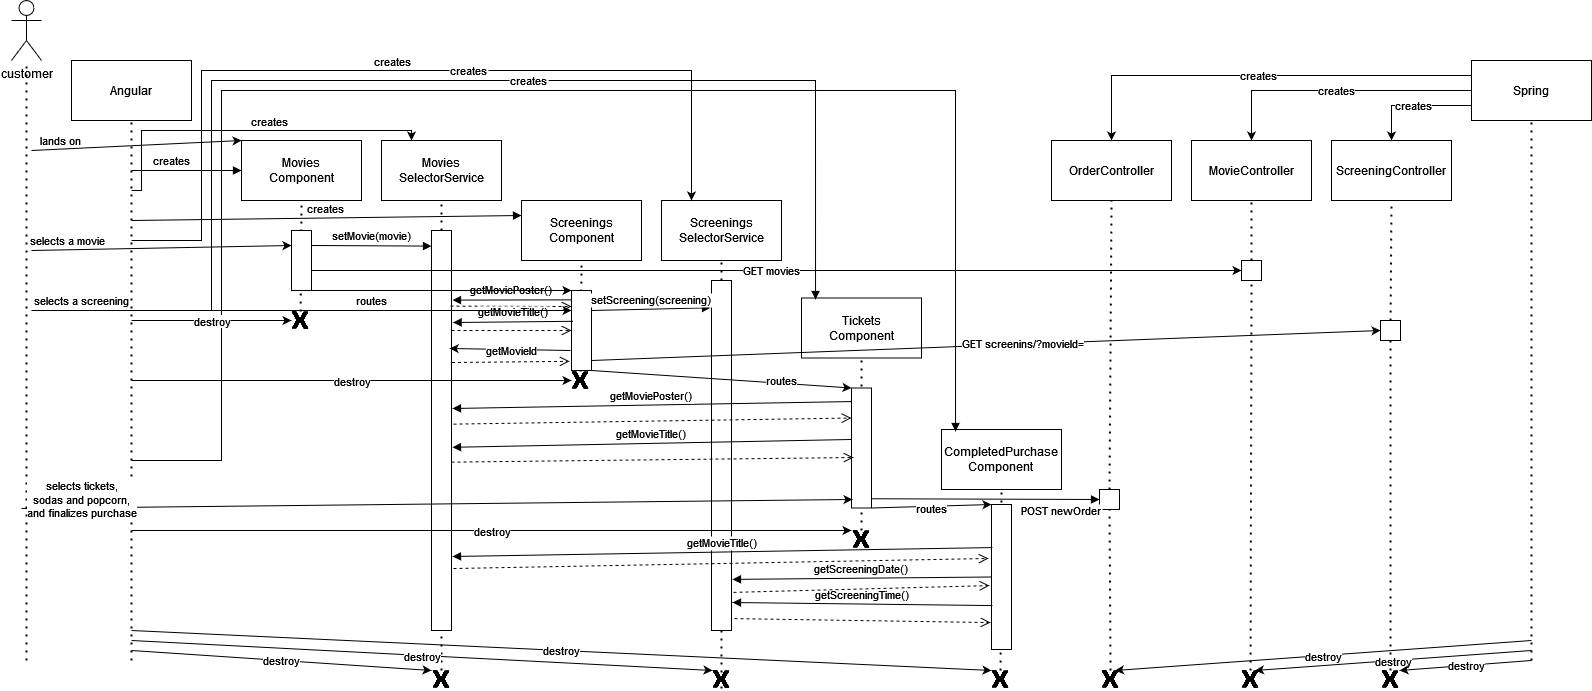 customer
creates
creates
creates
creates
creates
creates
Angular
Spring
creates
lands on
creates
Movies
Component
Movies
SelectorService
OrderController
MovieController
ScreeningController
creates
Screenings
Component
Screenings
SelectorService
selects a movie
setMovie(movie)
GET movies
getMoviePoster()
selects a screening
routes
setScreening(screening)
getMovieTitle()
destroy
Tickets
Component
getMovieId
GET screenins/?movieId=
destroy
routes
getMoviePoster()
getMovieTitle()
CompletedPurchase
Component
selects tickets,
sodas and popcorn,
and finalizes purchase
routes
POST newOrder
destroy
getMovieTitle()
getScreeningDate()
getScreeningTime()
destroy
destroy
destroy
destroy
destroy
destroy